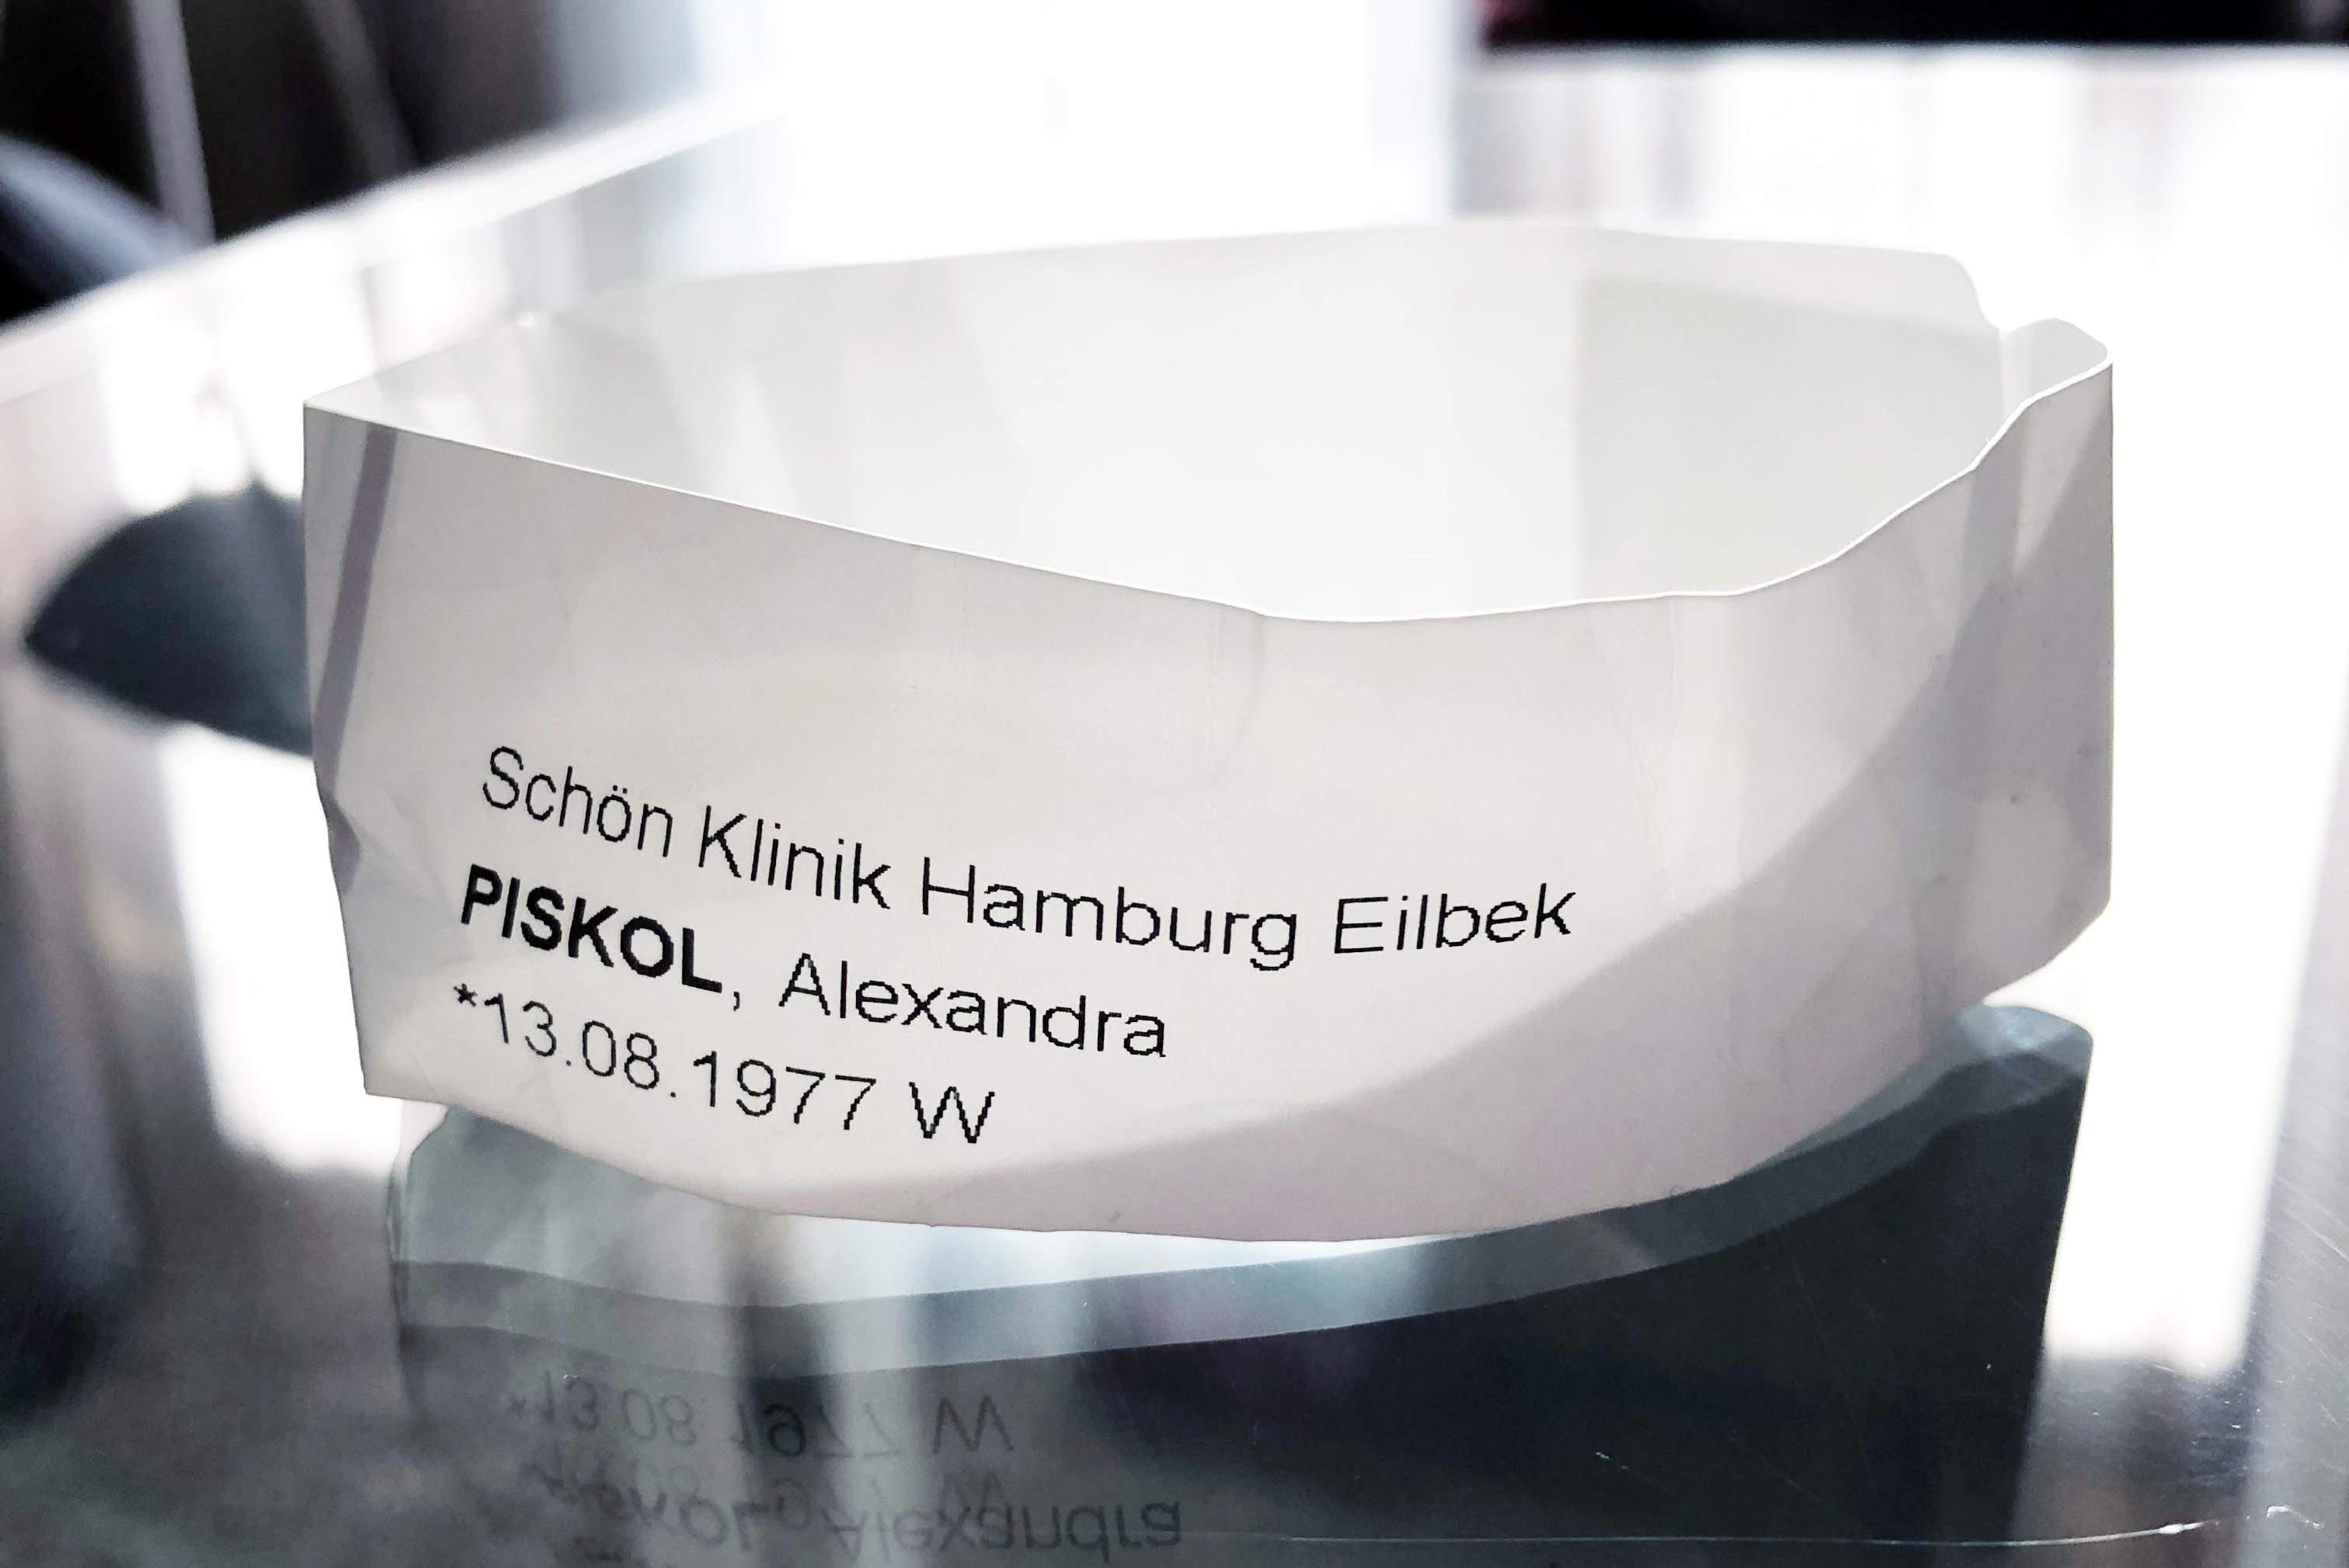 Schön Klinik Hamburg Eilbek
PISKOL, Alexandra
*13.08.1977 W